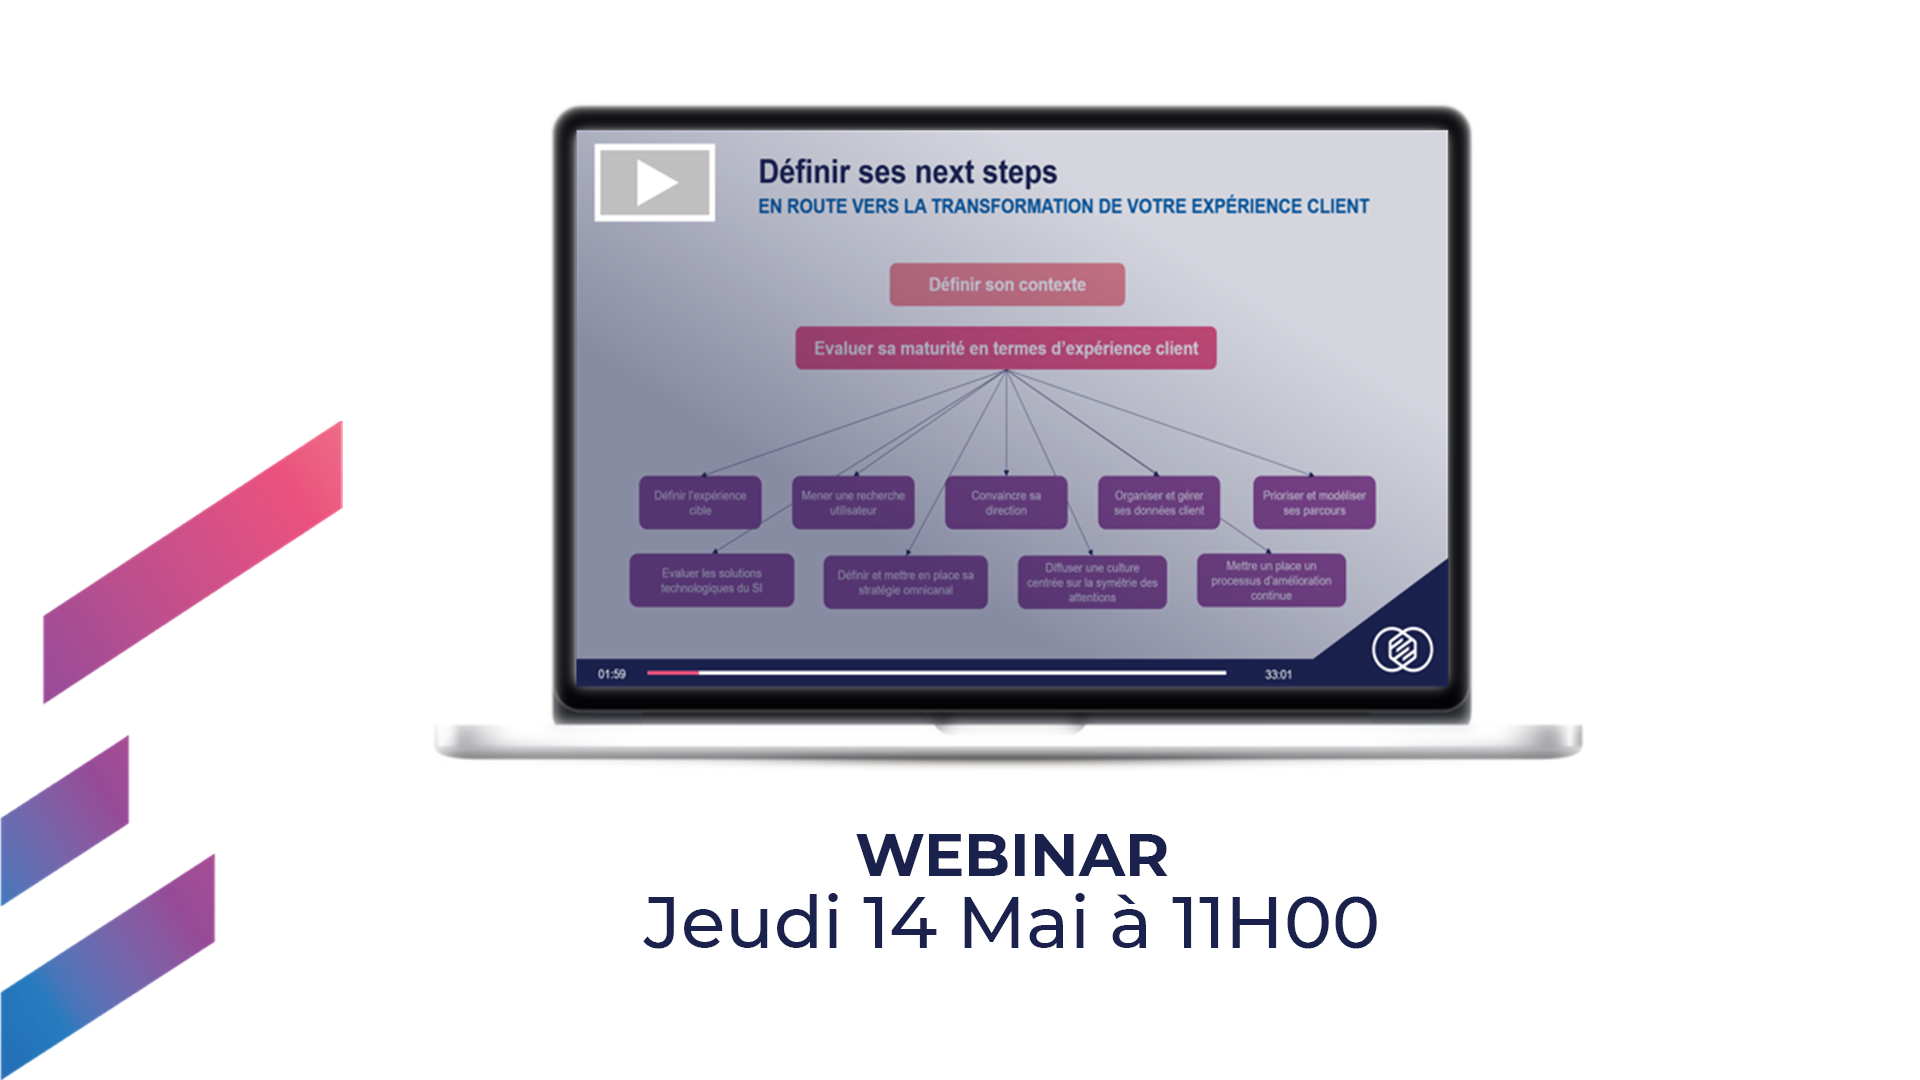 Définir ses next steps
EN ROUTE VERS LA TRANSFORMATION DE VOTRE EXPÉRIENCE CLIENT
Définir son contexte
Evaluer sa maturité en termes d'expérience client
Définir l'expérience
cible
Mener une recherche
utilisateur
Convaincre sa
direction
Organiser et gérer
ses données client
Prioriser et modéliser
ses parcours
Evaluer les solutions
technologiques du SI
Définir et mettre en place sa
stratégie omnicanal
Diffuser une culture
centrée sur la symétrie des
attentions
Mettre un place un
processus d'amélioration
continue
01:59
33:01
WEBINAR
Jeudi 14 Mai à 11H00